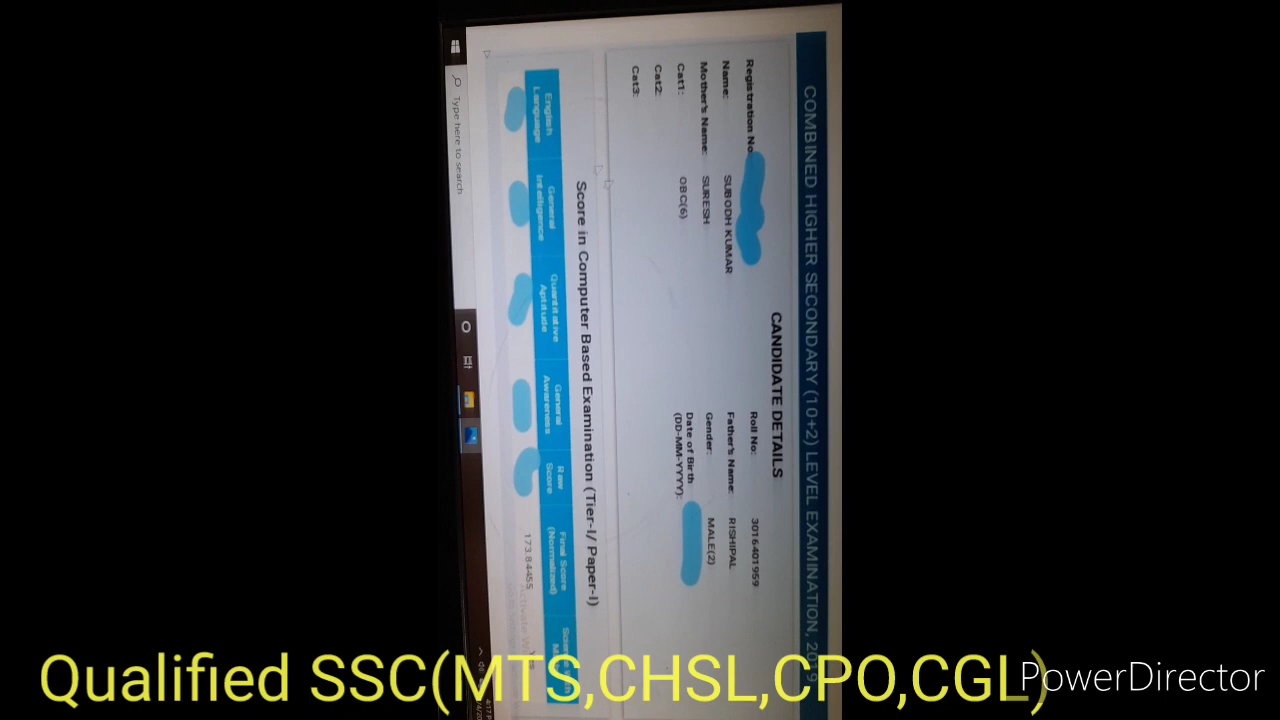 COMBINED HIGHER SECONDARY (10+2) LEVEL EXAMINATION, 2019
CANDIDATE DETAILS
Registration No
Roll No: 3016401959
Name: SUBODH KUMAR
Father's Name: RISHIPAL
Mother's Name: SURESH
Gender: MALE(2)
Cat1: OBC(6)
Date of Birth
(DD-MM-YYYY):
Cat2:
Cat3:
Score in Computer Based Examination (Tier-I/ Paper-I)
English Language
General Intelligence
Quantitative Aptitude
General Awareness
Raw Score
Final Score (Normalized)
173.84455
Type here to search
Qualified SSC(MTS,CHSL,CPO,CGL)
PowerDirector